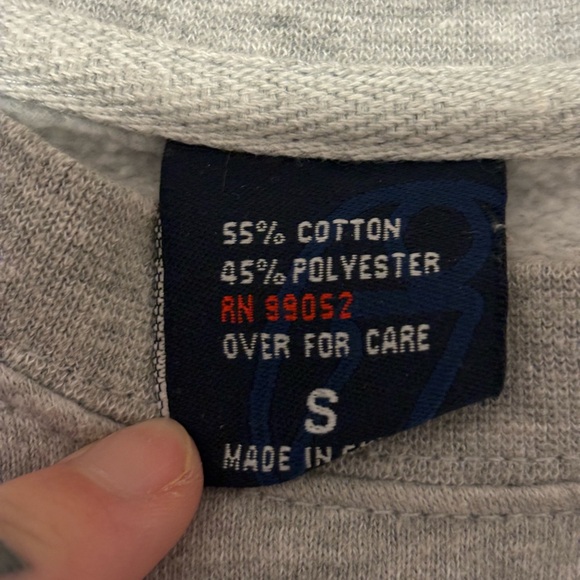 55% COTTON
45% POLYESTER
RN 99052
OVER FOR CARE
S
MADE IN